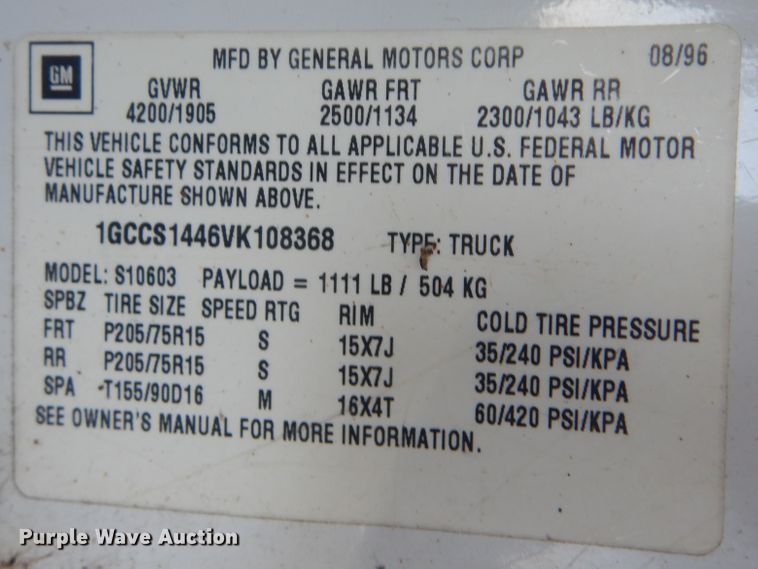 GM
MFD BY GENERAL MOTORS CORP 08/96
GVWR GAWR FRT GAWR RR
4200/1905 2500/1134 2300/1043 LB/KG
THIS VEHICLE CONFORMS TO ALL APPLICABLE U.S. FEDERAL MOTOR
VEHICLE SAFETY STANDARDS IN EFFECT ON THE DATE OF
MANUFACTURE SHOWN ABOVE.
1GCCS1446VK108368 TYPE: TRUCK
MODEL: S10603 PAYLOAD = 1111 LB / 504 KG
SPBZ TIRE SIZE SPEED RTG RIM COLD TIRE PRESSURE
FRT P205/75R15 S 15X7J 35/240 PSI/KPA
RR P205/75R15 S 15X7J 35/240 PSI/KPA
SPA T155/90D16 M 16X4T 60/420 PSI/KPA
SEE OWNER'S MANUAL FOR MORE INFORMATION.
Purple Wave Auction